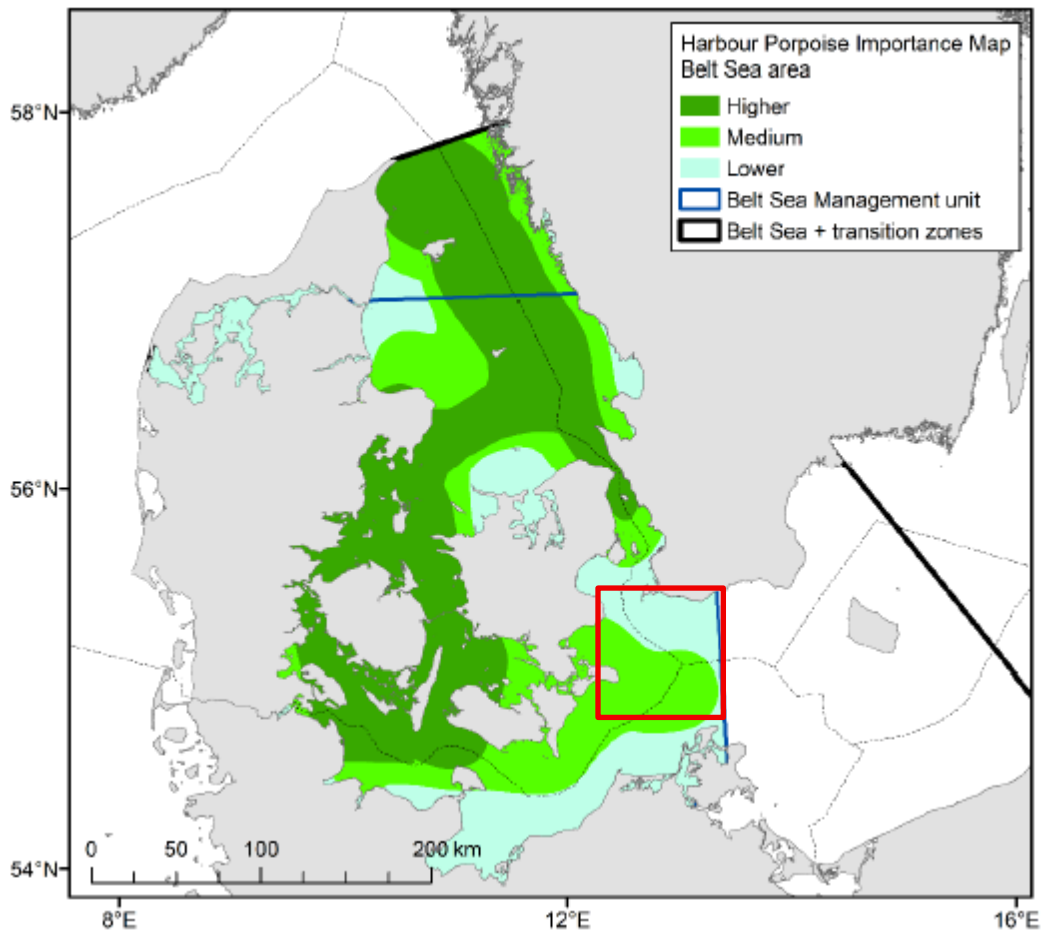 Harbour Porpoise Importance Map
Belt Sea area
Higher
Medium
Lower
Belt Sea Management unit
Belt Sea + transition zones
58°N
56°N
54°N
0 50 100 200 km
8°E 12°E 16°E